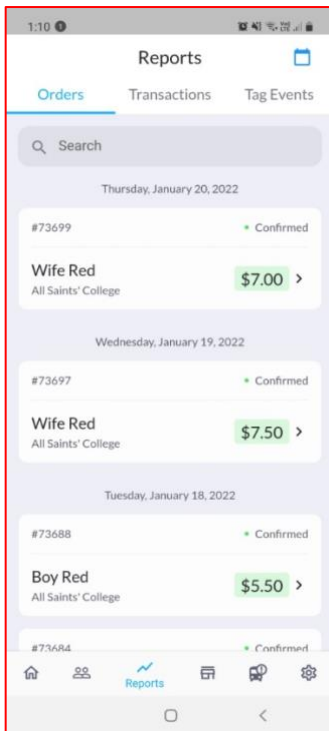 1:10
Reports
Orders Transactions Tag Events
Search
Thursday, January 20, 2022
#73699 Confirmed
Wife Red
$7.00 >
All Saints' College
Wednesday, January 19, 2022
#73697 Confirmed
Wife Red
$7.50 >
All Saints' College
Tuesday, January 18, 2022
#73688 Confirmed
Boy Red
$5.50 >
All Saints' College
#73684 Confirmed
Reports